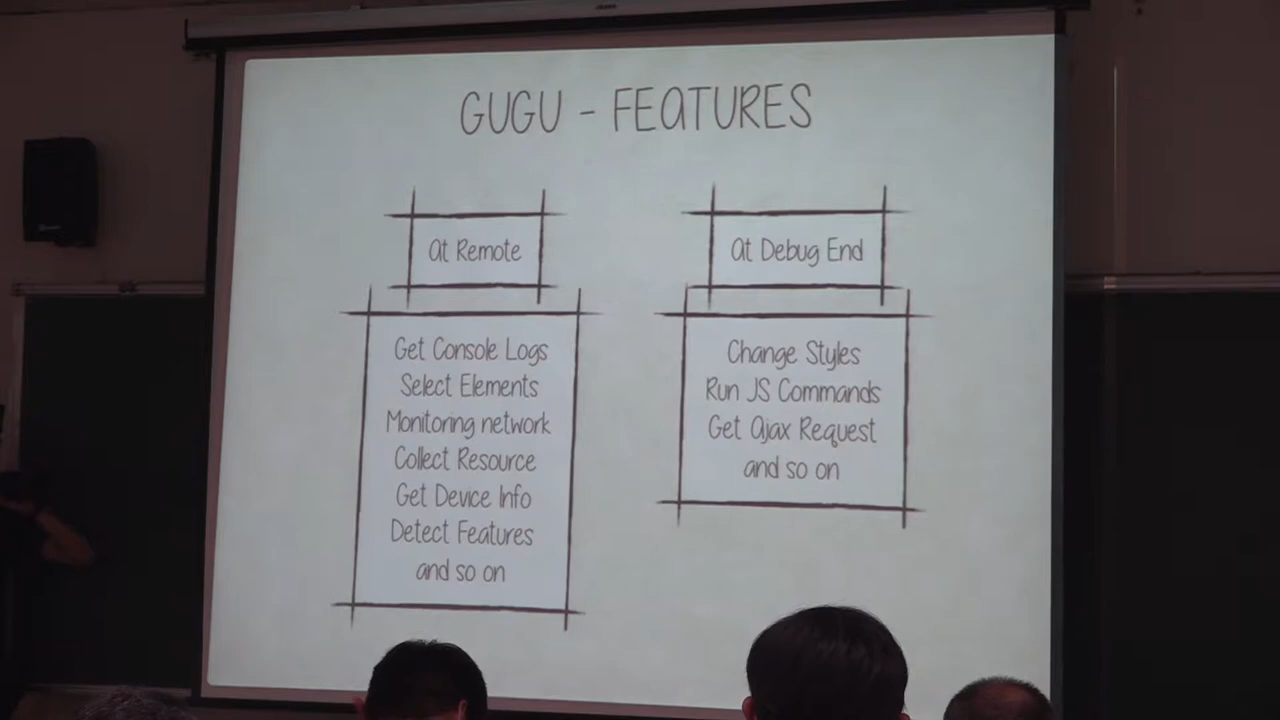 GUGU - FEATURES
At Remote
Get Console Logs
Select Elements
Monitoring network
Collect Resource
Get Device Info
Detect Features
and so on
At Debug End
Change Styles
Run JS Commands
Get Ajax Request
and so on